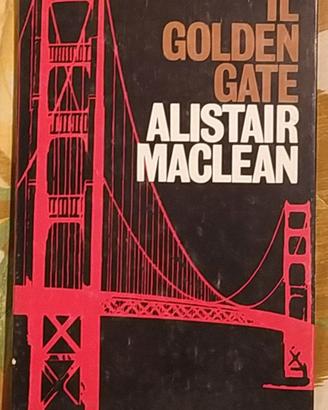 IL
GOLDEN
GATE
ALISTAIR
MACLEAN